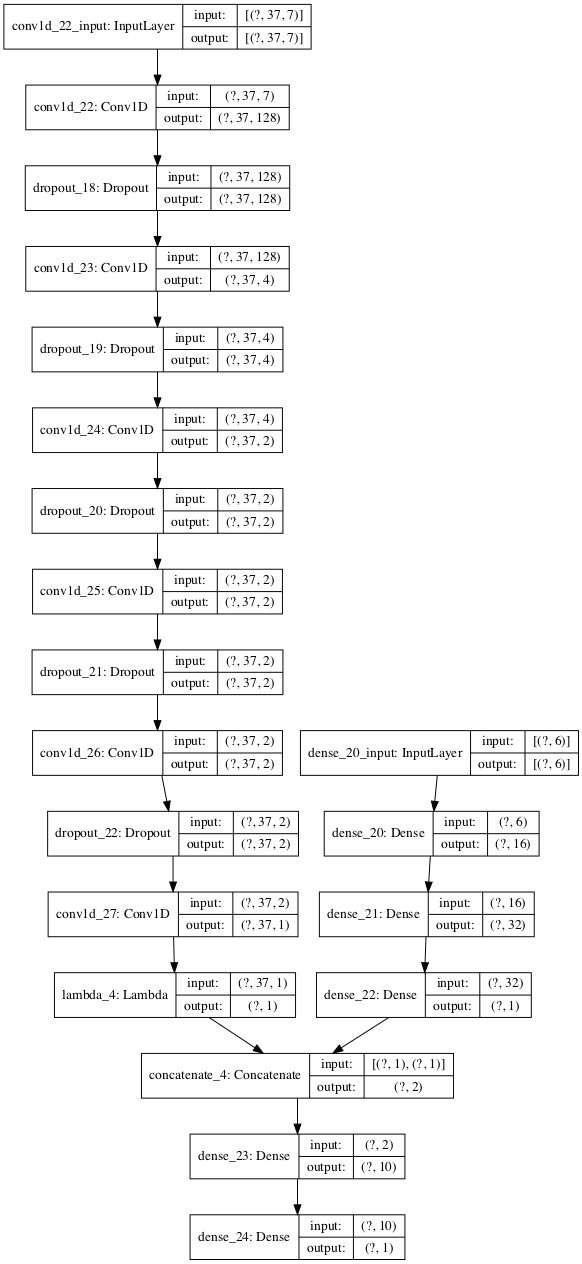 conv1d_22_input: InputLayer input: [(?, 37, 7)]
output: [(?, 37, 7)]
conv1d_22: Conv1D input: (?, 37, 7)
output: (?, 37, 128)
dropout_18: Dropout input: (?, 37, 128)
output: (?, 37, 128)
conv1d_23: Conv1D input: (?, 37, 128)
output: (?, 37, 4)
dropout_19: Dropout input: (?, 37, 4)
output: (?, 37, 4)
conv1d_24: Conv1D input: (?, 37, 4)
output: (?, 37, 2)
dropout_20: Dropout input: (?, 37, 2)
output: (?, 37, 2)
conv1d_25: Conv1D input: (?, 37, 2)
output: (?, 37, 2)
dropout_21: Dropout input: (?, 37, 2)
output: (?, 37, 2)
conv1d_26: Conv1D input: (?, 37, 2)
output: (?, 37, 2)
dense_20_input: InputLayer input: [(?, 6)]
output: [(?, 6)]
dropout_22: Dropout input: (?, 37, 2)
output: (?, 37, 2)
dense_20: Dense input: (?, 6)
output: (?, 16)
conv1d_27: Conv1D input: (?, 37, 2)
output: (?, 37, 1)
dense_21: Dense input: (?, 16)
output: (?, 32)
lambda_4: Lambda input: (?, 37, 1)
output: (?, 1)
dense_22: Dense input: (?, 32)
output: (?, 1)
concatenate_4: Concatenate input: [(?, 1), (?, 1)]
output: (?, 2)
dense_23: Dense input: (?, 2)
output: (?, 10)
dense_24: Dense input: (?, 10)
output: (?, 1)